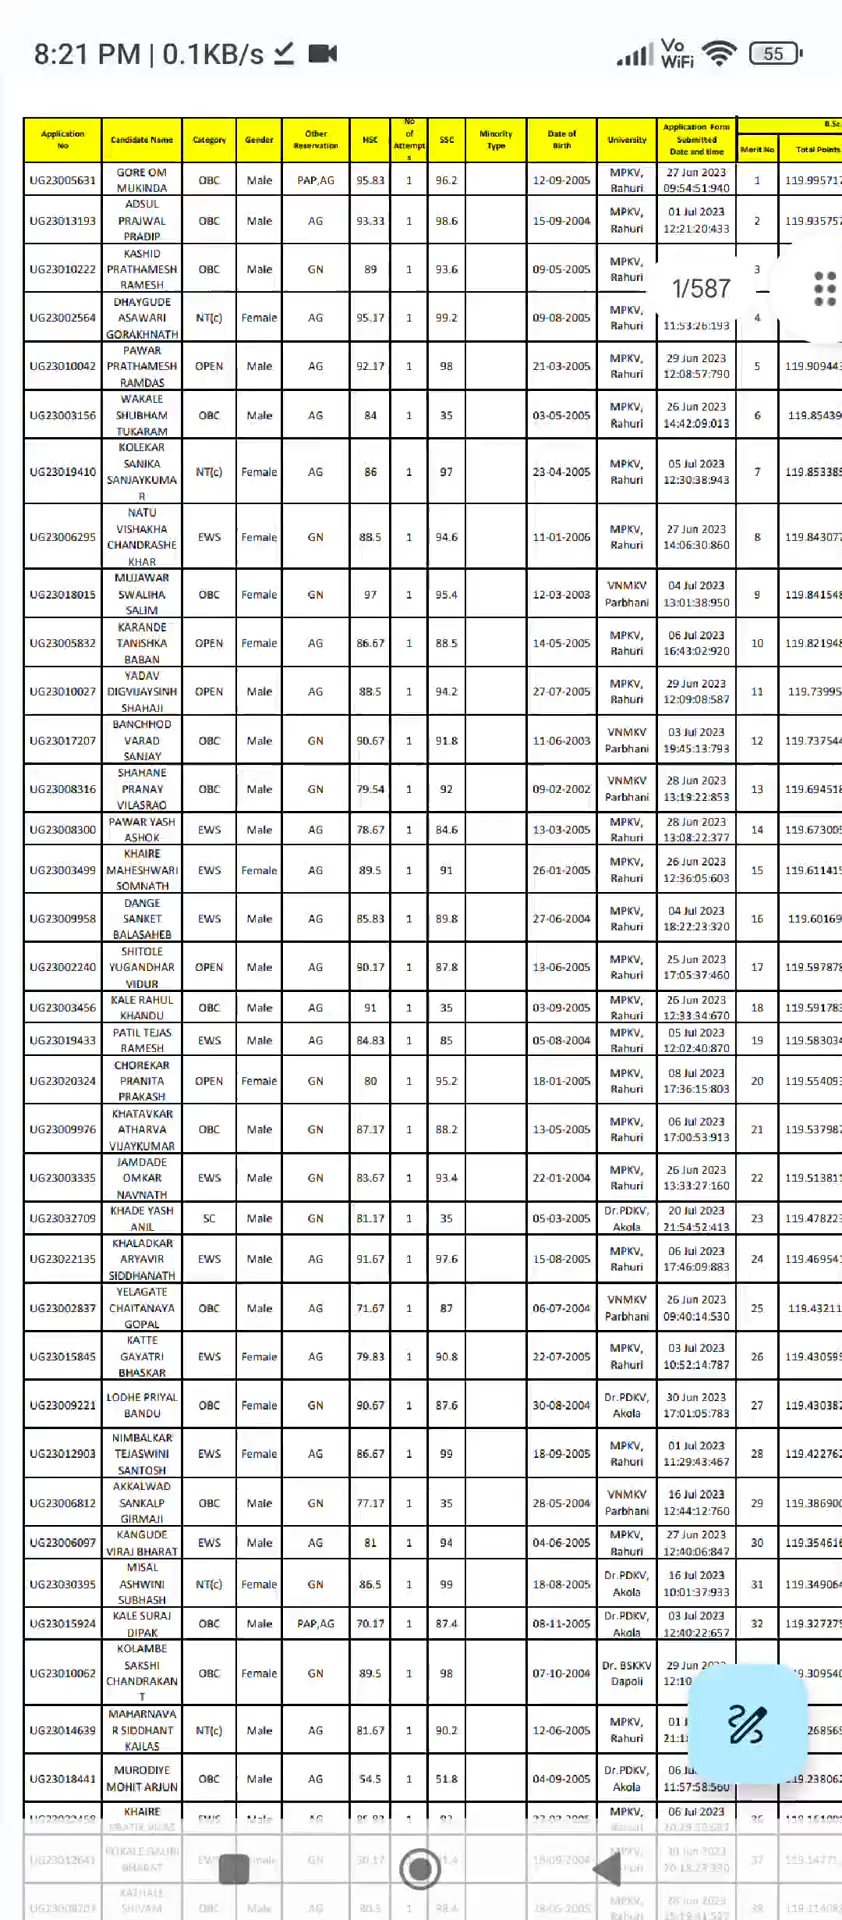 8:21 PM | 0.1KB/s
Vo WiFi 55
Application No Candidate Name Category Gender Other Reservation HSC No of Attempts SSC Minority Type Date of Birth University Application Form Submitted Date and time B.Sc Merit No Total Points
UG23005631 GORE OM MUKINDA OBC Male PAP,AG 95.83 1 96.2 12-09-2005 MPKV, Rahuri 27 Jun 2023 09:54:51:940 1 119.995717
UG23013193 ADSUL PRAJWAL PRADIP OBC Male AG 93.33 1 98.6 15-09-2004 MPKV, Rahuri 01 Jul 2023 12:21:20:433 2 119.935757
UG23010222 KASHID PRATHAMESH RAMESH OBC Male GN 89 1 93.6 09-05-2005 MPKV, Rahuri 3
1/587
UG23002564 DHAYGUDE ASAWARI GORAKHNATH NT(c) Female AG 95.17 1 99.2 09-08-2005 MPKV, Rahuri 11:53:26:193 4
UG23010042 PAWAR PRATHAMESH RAMDAS OPEN Male AG 92.17 1 98 21-03-2005 MPKV, Rahuri 29 Jun 2023 12:08:57:790 5 119.909443
UG23003156 WAKALE SHUBHAM TUKARAM OBC Male AG 84 1 35 03-05-2005 MPKV, Rahuri 26 Jun 2023 14:42:09:013 6 119.85439
UG23019410 KOLEKAR SANIKA SANJAYKUMAR NT(c) Female AG 86 1 97 23-04-2005 MPKV, Rahuri 05 Jul 2023 12:30:38:943 7 119.853385
UG23006295 NATU VISHAKHA CHANDRASHEKHAR EWS Female GN 88.5 1 94.6 11-01-2006 MPKV, Rahuri 27 Jun 2023 14:06:30:860 8 119.843077
UG23018015 MUJAWAR SWALIHA SALIM OBC Female GN 97 1 95.4 12-03-2003 VNMKV Parbhani 04 Jul 2023 13:01:38:950 9 119.841548
UG23005832 KARANDE TANISHKA BABAN OPEN Female AG 86.67 1 88.5 14-05-2005 MPKV, Rahuri 06 Jul 2023 16:43:02:920 10 119.821948
UG23010027 YADAV DIGVIJAYSINH SHAHAJI OPEN Male AG 88.5 1 94.2 27-07-2005 MPKV, Rahuri 29 Jun 2023 12:09:08:587 11 119.73995
UG23017207 BANCHHOD VARAD SANJAY OBC Male GN 90.67 1 91.8 11-06-2003 VNMKV Parbhani 03 Jul 2023 19:45:13:793 12 119.737544
UG23008316 SHAHANE PRANAY VILASRAO OBC Male GN 79.54 1 92 09-02-2002 VNMKV Parbhani 28 Jun 2023 13:19:22:853 13 119.694518
UG23008300 PAWAR YASH ASHOK EWS Male AG 78.67 1 84.6 13-03-2005 MPKV, Rahuri 28 Jun 2023 13:08:22:377 14 119.673005
UG23003499 KHAIRE MAHESHWARI SOMNATH EWS Female AG 89.5 1 91 26-01-2005 MPKV, Rahuri 26 Jun 2023 12:36:05:603 15 119.611415
UG23009958 DANGE SANKET BALASAHEB EWS Male AG 85.83 1 89.8 27-06-2004 MPKV, Rahuri 04 Jul 2023 18:22:23:320 16 119.60169
UG23002240 SHITOLE YUGANDHAR VIDUR OPEN Male AG 90.17 1 87.8 13-06-2005 MPKV, Rahuri 25 Jun 2023 17:05:37:460 17 119.597878
UG23003456 KALE RAHUL KHANDU OBC Male AG 91 1 35 03-09-2005 MPKV, Rahuri 26 Jun 2023 12:33:34:670 18 119.591783
UG23019433 PATIL TEJAS RAMESH EWS Male AG 84.83 1 85 05-08-2004 MPKV, Rahuri 05 Jul 2023 12:02:40:870 19 119.583034
UG23020324 CHOREKAR PRANITA PRAKASH OPEN Female GN 80 1 95.2 18-01-2005 MPKV, Rahuri 08 Jul 2023 17:36:15:803 20 119.554093
UG23009976 KHATAVKAR ATHARVA VIJAYKUMAR OBC Male GN 87.17 1 88.2 13-05-2005 MPKV, Rahuri 06 Jul 2023 17:00:53:913 21 119.537987
UG23003335 JAMDADE OMKAR NAVNATH EWS Male AG 83.67 1 93.4 22-01-2004 MPKV, Rahuri 26 Jun 2023 13:33:27:160 22 119.513811
UG23032709 KHADE YASH ANIL SC Male GN 81.17 1 35 05-03-2005 Dr.PDKV, Akola 20 Jul 2023 21:54:52:413 23 119.478223
UG23022135 KHALADKAR ARYAVIR SIDDHANATH EWS Male AG 91.67 1 97.6 15-08-2005 MPKV, Rahuri 06 Jul 2023 17:46:09:883 24 119.469541
UG23002837 YELAGATE CHAITANAYA GOPAL OBC Male AG 71.67 1 87 06-07-2004 VNMKV Parbhani 26 Jun 2023 09:40:14:530 25 119.43211
UG23015845 KATTE GAYATRI BHASKAR EWS Female AG 79.83 1 90.8 22-07-2005 MPKV, Rahuri 03 Jul 2023 10:52:14:787 26 119.430595
UG23009221 LODHE PRIYAL BANDU OBC Female GN 90.67 1 87.6 30-08-2004 Dr.PDKV, Akola 30 Jun 2023 17:01:05:783 27 119.430382
UG23012903 NIMBALKAR TEJASWINI SANTOSH EWS Female AG 86.67 1 99 18-09-2005 MPKV, Rahuri 01 Jul 2023 11:29:43:467 28 119.422762
UG23006812 AKKALWAD SANKALP GIRMAJI OBC Male GN 77.17 1 35 28-05-2004 VNMKV Parbhani 16 Jul 2023 12:44:12:760 29 119.386900
UG23006097 KANGUDE VIRAJ BHARAT EWS Male AG 81 1 94 04-06-2005 MPKV, Rahuri 27 Jun 2023 12:40:06:847 30 119.354616
UG23030395 MISAL ASHWINI SUBHASH NT(c) Female GN 86.5 1 99 18-08-2005 Dr.PDKV, Akola 16 Jul 2023 10:01:37:933 31 119.349064
UG23015924 KALE SURAJ DIPAK OBC Male PAP,AG 70.17 1 87.4 08-11-2005 Dr.PDKV, Akola 03 Jul 2023 12:40:22:657 32 119.327275
UG23010062 KOLAMBE SAKSHI CHANDRAKANT OBC Female GN 89.5 1 98 07-10-2004 Dr. BSKKV Dapoli 29 Jun 12:10 9.309540
UG23014639 MAHARNAVAR SIDDHANT KAILAS NT(c) Male AG 81.67 1 90.2 12-06-2005 MPKV, Rahuri 01 268565
UG23018441 MURODIYE MOHIT ARJUN OBC Male AG 54.5 1 51.8 04-09-2005 Dr.PDKV, Akola 06 11:57:58:560 19.238062
KHAIRE MPKV, 06 Jul 2023
POKALE GAURI BHARAT GN 18-09-2004 30 Jun 2023 37 119.14771
KATHALE SHIVAM OBC Male AG 80.5 1 98.4 18-05-2005 MPKV, 28 Jun 2023 38